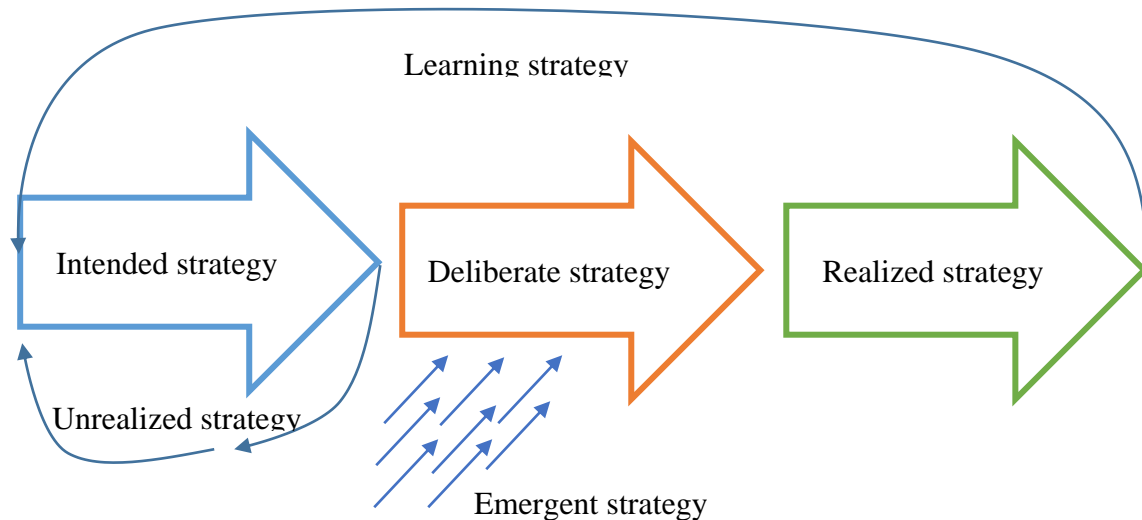 Learning strategy
Intended strategy
Deliberate strategy
Realized strategy
Unrealized strategy
Emergent strategy